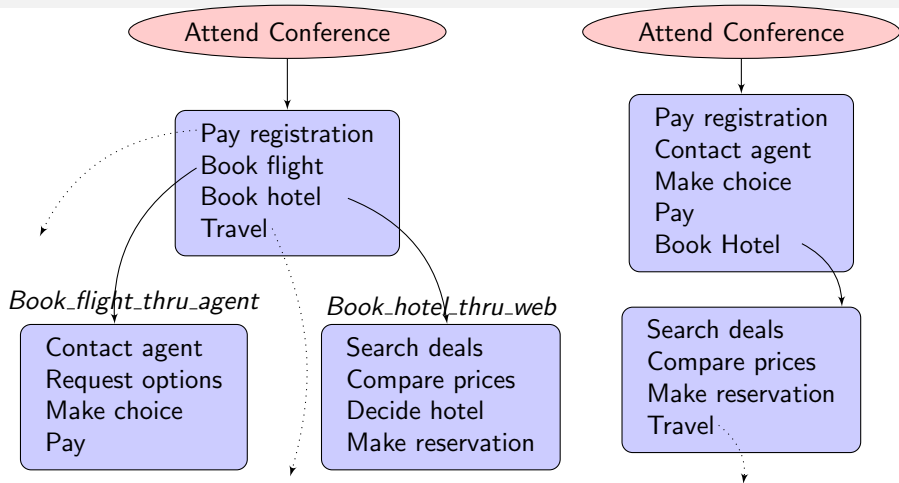 Attend Conference
Pay registration
Book flight
Book hotel
Travel
Book_flight_thru_agent
Contact agent
Request options
Make choice
Pay
Book_hotel_thru_web
Search deals
Compare prices
Decide hotel
Make reservation
Attend Conference
Pay registration
Contact agent
Make choice
Pay
Book Hotel
Search deals
Compare prices
Make reservation
Travel